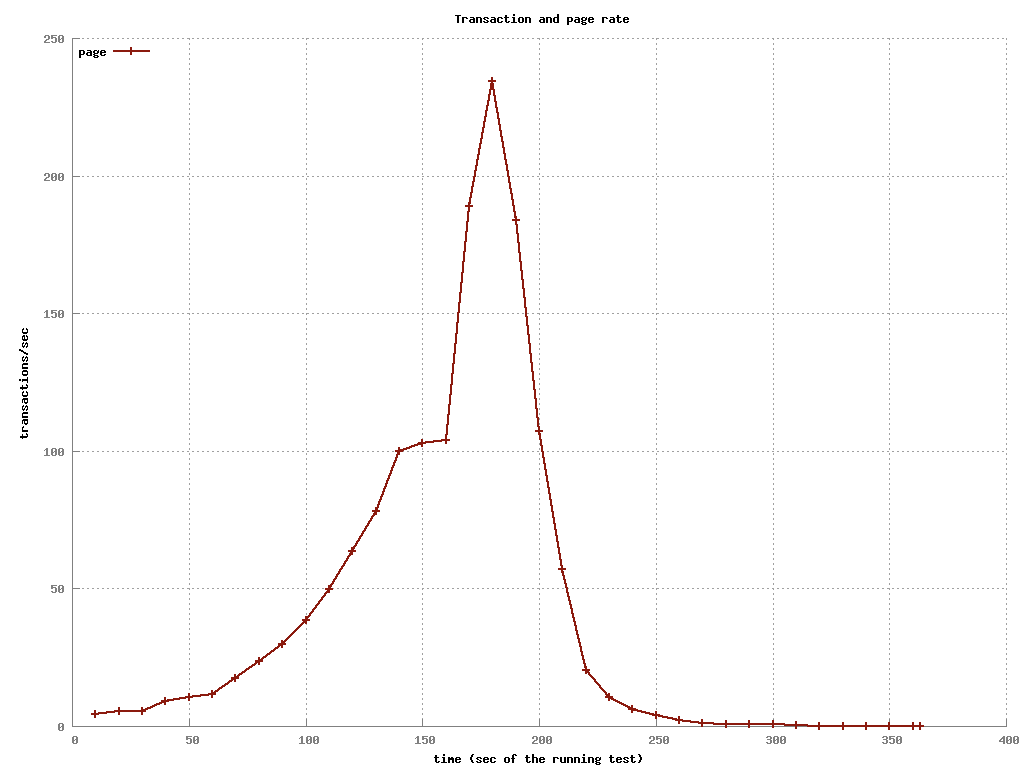 Transaction and page rate
250
page
200
150
transactions/sec
100
50
0
0 50 100 150 200 250 300 350 400
time (sec of the running test)